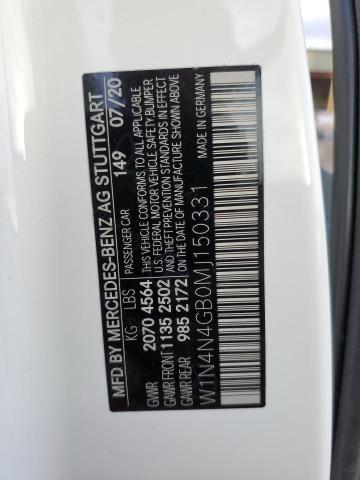 MFD BY MERCEDES-BENZ AG STUTTGART
KG LBS PASSENGER CAR 149 07/20
GVWR 2070 4564 THIS VEHICLE CONFORMS TO ALL APPLICABLE
GAWR FRONT 1135 2502 U.S. FEDERAL MOTOR VEHICLE SAFETY BUMPER
AND THEFT PREVENTION STANDARDS IN EFFECT
GAWR REAR 985 2172 ON THE DATE OF MANUFACTURE SHOWN ABOVE
W1N4N4GB0MJ150331
MADE IN GERMANY